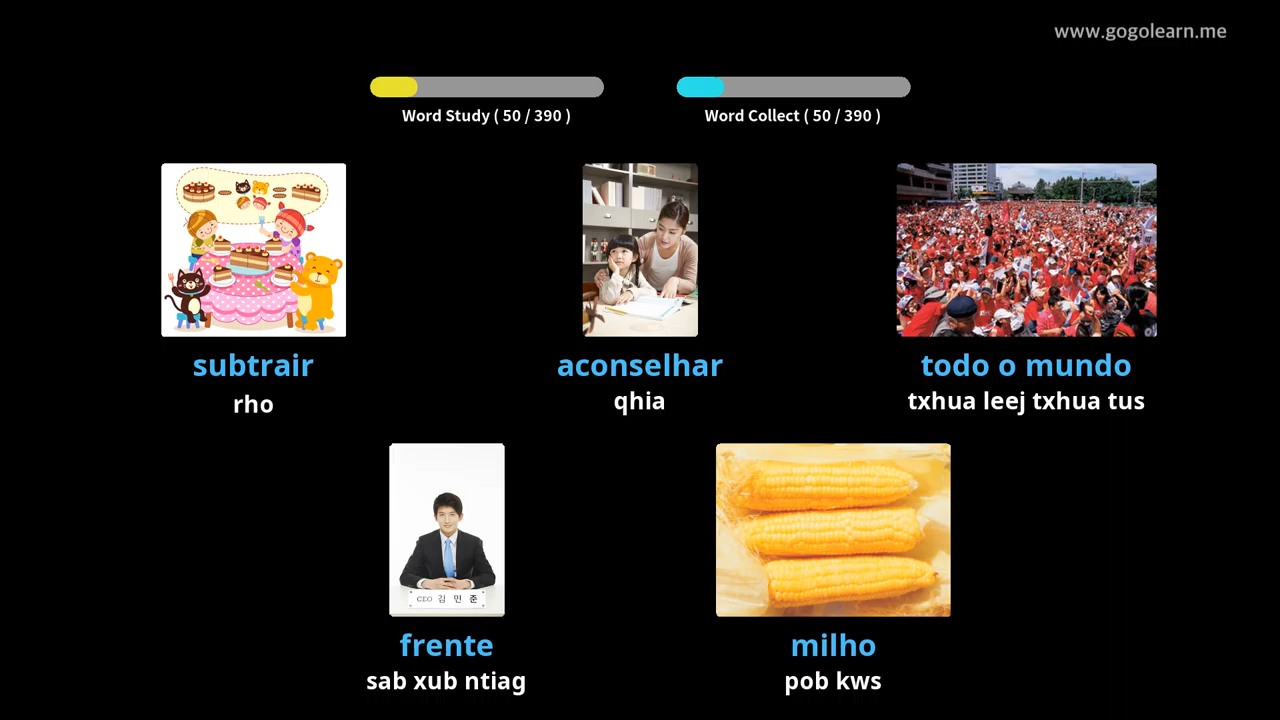 www.gogolearn.me
Word Study ( 50 / 390 )
Word Collect ( 50 / 390 )
subtrair
rho
aconselhar
qhia
todo o mundo
txhua leej txhua tus
CEO 김 민 준
frente
sab xub ntiag
milho
pob kws